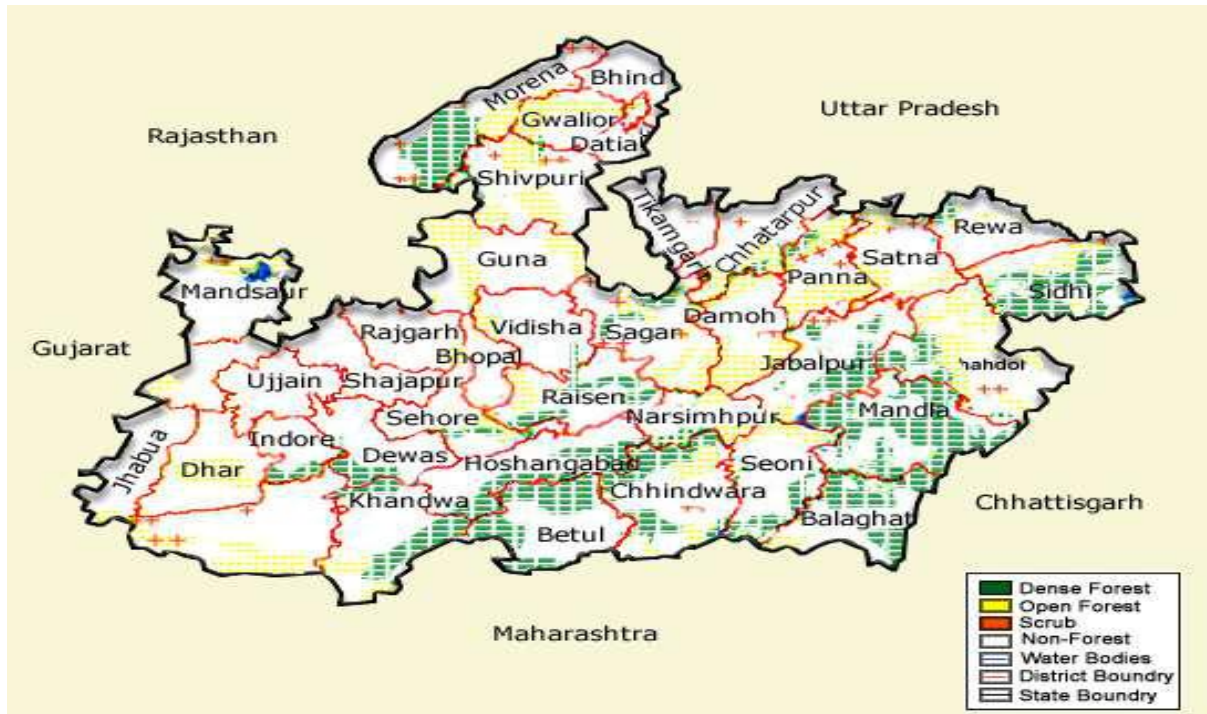 Morena
Bhind
Uttar Pradesh
Rajasthan
Gwalior
Datia
Shivpuri
Tikamgarh
Chhatarpur
Rewa
Guna
Satna
Panna
Mandsaur
Sidhi
Gujarat
Rajgarh
Vidisha
Sagar
Damoh
Bhopal
Jabalpur
hahdol
Ujjain
Shajapur
Raisen
Sehore
Narsimhpur
Mandla
Indore
Dewas
Jhabua
Dhar
Hoshangabad
Seoni
Khandwa
Chhindwara
Chhattisgarh
Betul
Balaghat
Maharashtra
Dense Forest
Open Forest
Scrub
Non-Forest
Water Bodies
District Boundry
State Boundry